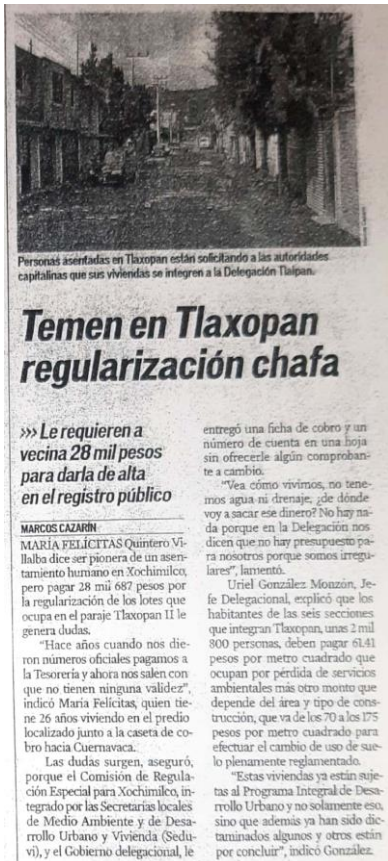 Personas asentadas en Tlaxopan están solicitando a las autoridades
capitalinas que sus viviendas se integren a la Delegación Tlalpan.
Temen en Tlaxopan
regularización chafa
>>> Le requieren a
vecina 28 mil pesos
para darla de alta
en el registro público
MARCOS CAZARÍN
MARÍA FELÍCITAS Quintero Vi-
llalba dice ser pionera de un asen-
tamiento humano en Xochimilco,
pero pagar 28 mil 687 pesos por
la regularización de los lotes que
ocupa en el paraje Tlaxopan II le
genera dudas.
"Hace años cuando nos die-
ron números oficiales pagamos a
la Tesorería y ahora nos salen con
que no tienen ninguna validez",
indicó María Felícitas, quien tie-
ne 26 años viviendo en el predio
localizado junto a la caseta de co-
bro hacia Cuernavaca.
Las dudas surgen, aseguró,
porque el Comisión de Regula-
ción Especial para Xochimilco, in-
tegrado por las Secretarías locales
de Medio Ambiente y de Desa-
rrollo Urbano y Vivienda (Sedu-
vi), y el Gobierno delegacional, le
entregó una ficha de cobro y un
número de cuenta en una hoja
sin ofrecerle algún comproban-
te a cambio.
"Vea cómo vivimos, no tene-
mos agua ni drenaje, ¿de dónde
voy a sacar ese dinero? No hay na-
da porque en la Delegación nos
dicen que no hay presupuesto pa-
ra nosotros porque somos irregu-
lares", lamentó.
Uriel González Monzón, Je-
fe Delegacional, explicó que los
habitantes de las seis secciones
que integran Tlaxopan, unas 2 mil
800 personas, deben pagar 61.41
pesos por metro cuadrado que
ocupan por pérdida de servicios
ambientales más otro monto que
depende del área y tipo de cons-
trucción, que va de los 70 a los 175
pesos por metro cuadrado para
efectuar el cambio de uso de sue-
lo plenamente reglamentado.
"Estas viviendas ya están suje-
tas al Programa Integral de Desa-
rrollo Urbano y no solamente eso,
sino que además ya han sido dic-
taminados algunos y otros están
por concluir", indicó González.